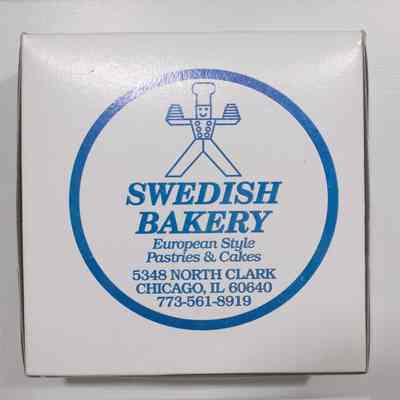 SWEDISH
BAKERY
European Style
Pastries & Cakes
5348 NORTH CLARK
CHICAGO, IL 60640
773-561-8919